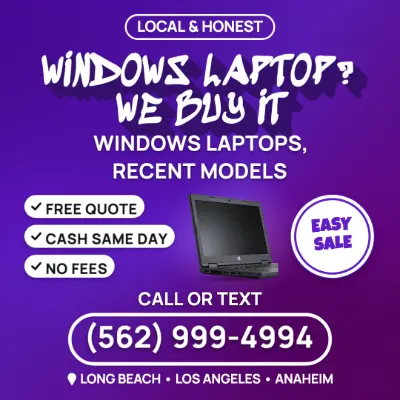 LOCAL & HONEST
WINDOWS LAPTOP?
WE BUY IT
WINDOWS LAPTOPS,
RECENT MODELS
FREE QUOTE
CASH SAME DAY
NO FEES
EASY
SALE
CALL OR TEXT
(562) 999-4994
LONG BEACH • LOS ANGELES • ANAHEIM